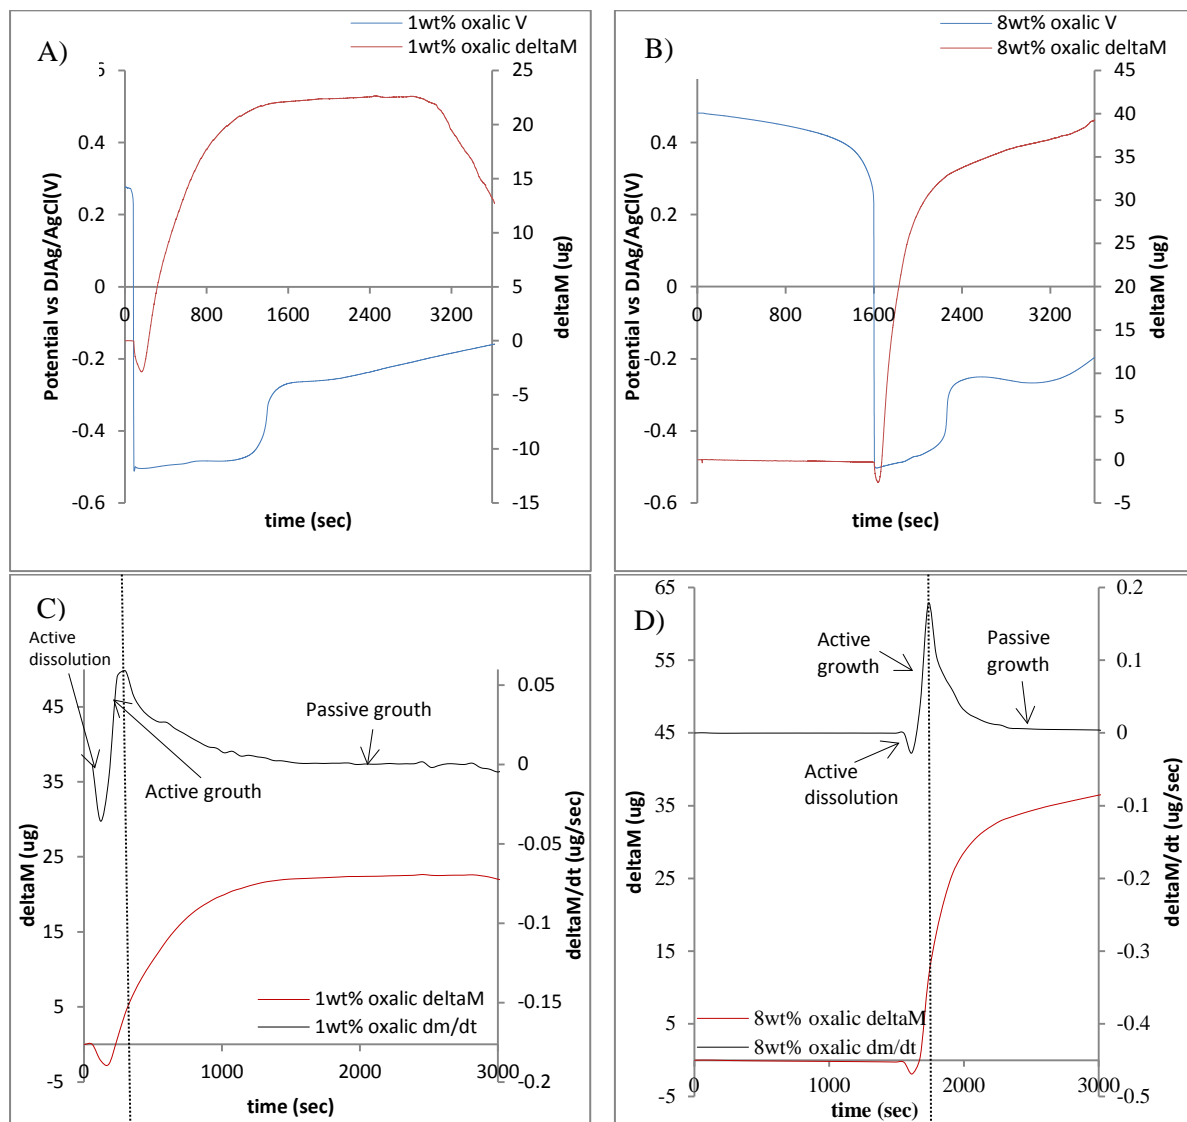 A)
1wt% oxalic V
1wt% oxalic deltaM
5
0.4
0.2
0
-0.2
-0.4
-0.6
Potential vs DJAg/AgCl(V)
0
800
1600
2400
3200
25
20
15
10
5
0
-5
-10
-15
deltaM (ug)
time (sec)
B)
8wt% oxalic V
8wt% oxalic deltaM
0.4
0.2
0
-0.2
-0.4
-0.6
Potential vs DJAg/AgCl(V)
0
800
1600
2400
3200
45
40
35
30
25
20
15
10
5
0
-5
deltaM (ug)
time (sec)
C)
Active
dissolution
45
35
25
15
5
-5
deltaM (ug)
Passive grouth
Active grouth
0.05
0
-0.05
-0.1
-0.15
-0.2
deltaM/dt (ug/sec)
1wt% oxalic deltaM
1wt% oxalic dm/dt
0
1000
2000
3000
time (sec)
D)
65
55
45
35
25
15
5
-5
deltaM (ug)
Active
growth
Passive
growth
Active
dissolution
0.2
0.1
0
-0.1
-0.2
-0.3
-0.4
-0.5
deltaM/dt (ug/sec)
8wt% oxalic deltaM
8wt% oxalic dm/dt
0
1000
2000
3000
time (sec)